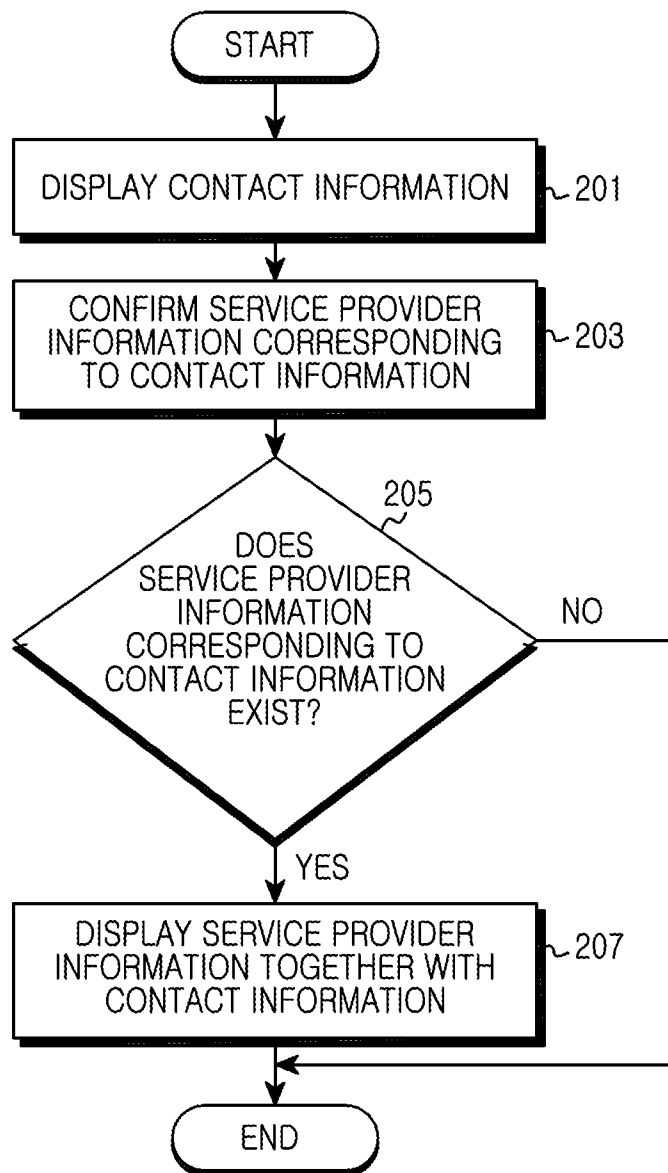 START
DISPLAY CONTACT INFORMATION
201
CONFIRM SERVICE PROVIDER
INFORMATION CORRESPONDING
TO CONTACT INFORMATION
203
205
DOES
SERVICE PROVIDER
INFORMATION
CORRESPONDING TO
CONTACT INFORMATION
EXIST?
NO
YES
DISPLAY SERVICE PROVIDER
INFORMATION TOGETHER WITH
CONTACT INFORMATION
207
END